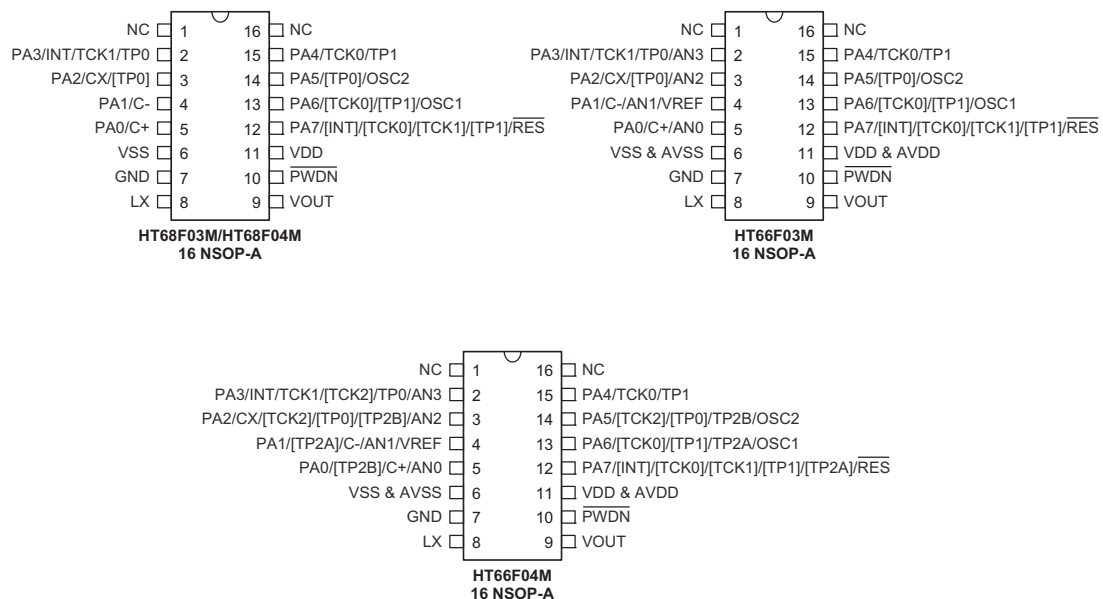 NC 1 16 NC
PA3/INT/TCK1/TP0 2 15 PA4/TCK0/TP1
PA2/CX/[TP0] 3 14 PA5/[TP0]/OSC2
PA1/C- 4 13 PA6/[TCK0]/[TP1]/OSC1
PA0/C+ 5 12 PA7/[INT]/[TCK0]/[TCK1]/[TP1]/RES
VSS 6 11 VDD
GND 7 10 PWDN
LX 8 9 VOUT
HT68F03M/HT68F04M
16 NSOP-A
NC 1 16 NC
PA3/INT/TCK1/TP0/AN3 2 15 PA4/TCK0/TP1
PA2/CX/[TP0]/AN2 3 14 PA5/[TP0]/OSC2
PA1/C-/AN1/VREF 4 13 PA6/[TCK0]/[TP1]/OSC1
PA0/C+/AN0 5 12 PA7/[INT]/[TCK0]/[TCK1]/[TP1]/RES
VSS & AVSS 6 11 VDD & AVDD
GND 7 10 PWDN
LX 8 9 VOUT
HT66F03M
16 NSOP-A
NC 1 16 NC
PA3/INT/TCK1/[TCK2]/TP0/AN3 2 15 PA4/TCK0/TP1
PA2/CX/[TCK2]/[TP0]/[TP2B]/AN2 3 14 PA5/[TCK2]/[TP0]/TP2B/OSC2
PA1/[TP2A]/C-/AN1/VREF 4 13 PA6/[TCK0]/[TP1]/TP2A/OSC1
PA0/[TP2B]/C+/AN0 5 12 PA7/[INT]/[TCK0]/[TCK1]/[TP1]/[TP2A]/RES
VSS & AVSS 6 11 VDD & AVDD
GND 7 10 PWDN
LX 8 9 VOUT
HT66F04M
16 NSOP-A